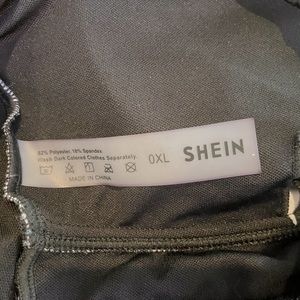 82% Polyester, 18% Spandex
Wash Dark Colored Clothes Separately.
MADE IN CHINA
0XL
SHEIN